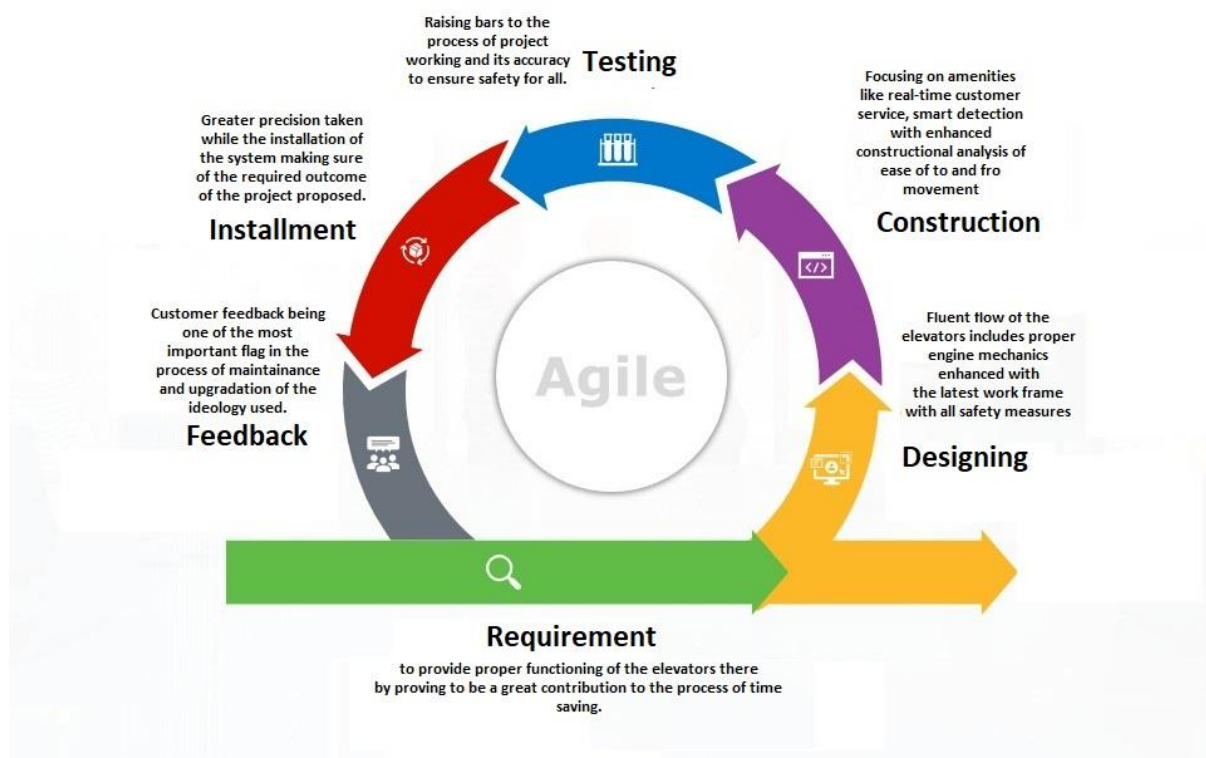 Raising bars to the
process of project
working and its accuracy
to ensure safety for all.
Testing
Focusing on amenities
like real-time customer
service, smart detection
with enhanced
constructional analysis of
ease of to and fro
movement
Construction
Greater precision taken
while the installation of
the system making sure
of the required outcome
of the project proposed.
Installment
Customer feedback being
one of the most
important flag in the
process of maintainance
and upgradation of the
ideology used.
Feedback
Agile
Fluent flow of the
elevators includes proper
engine mechanics
enhanced with
the latest work frame
with all safety measures
Designing
Requirement
to provide proper functioning of the elevators there
by proving to be a great contribution to the process of time
saving.